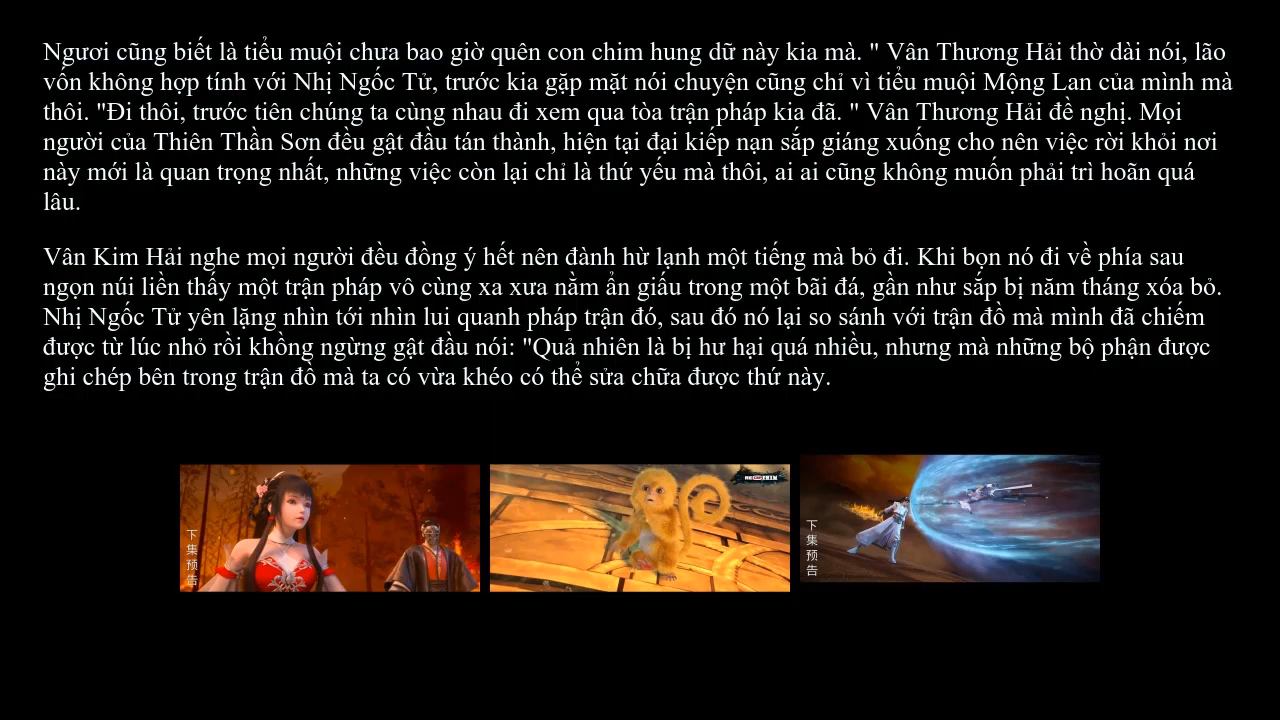 Ngươi cũng biết là tiểu muội chưa bao giờ quên con chim hung dữ này kia mà. " Vân Thương Hải thờ dài nói, lão
vốn không hợp tính với Nhị Ngốc Tử, trước kia gặp mặt nói chuyện cũng chỉ vì tiểu muội Mộng Lan của mình mà
thôi. "Đi thôi, trước tiên chúng ta cùng nhau đi xem qua tòa trận pháp kia đã. " Vân Thương Hải đề nghị. Mọi
người của Thiên Thần Sơn đều gật đầu tán thành, hiện tại đại kiếp nạn sắp giáng xuống cho nên việc rời khỏi nơi
này mới là quan trọng nhất, những việc còn lại chỉ là thứ yếu mà thôi, ai ai cũng không muốn phải trì hoãn quá
lâu.
Vân Kim Hải nghe mọi người đều đồng ý hết nên đành hừ lạnh một tiếng mà bỏ đi. Khi bọn nó đi về phía sau
ngọn núi liền thấy một trận pháp vô cùng xa xưa nằm ẩn giấu trong một bãi đá, gần như sắp bị năm tháng xóa bỏ.
Nhị Ngốc Tử yên lặng nhìn tới nhìn lui quanh pháp trận đó, sau đó nó lại so sánh với trận đồ mà mình đã chiếm
được từ lúc nhỏ rồi không ngừng gật đầu nói: "Quả nhiên là bị hư hại quá nhiều, nhưng mà những bộ phận được
ghi chép bên trong trận đồ mà ta có vừa khéo có thể sửa chữa được thứ này.
下集预告
下集预告